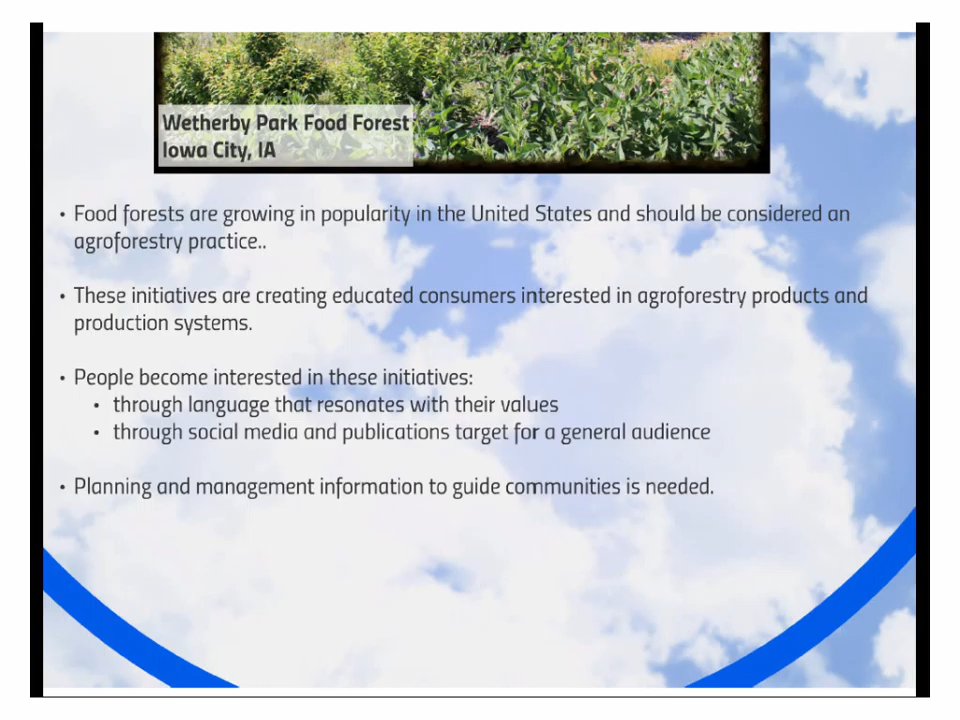 Wetherby Park Food Forest
Iowa City, IA
• Food forests are growing in popularity in the United States and should be considered an
agroforestry practice..
• These initiatives are creating educated consumers interested in agroforestry products and
production systems.
• People become interested in these initiatives:
• through language that resonates with their values
• through social media and publications target for a general audience
• Planning and management information to guide communities is needed.